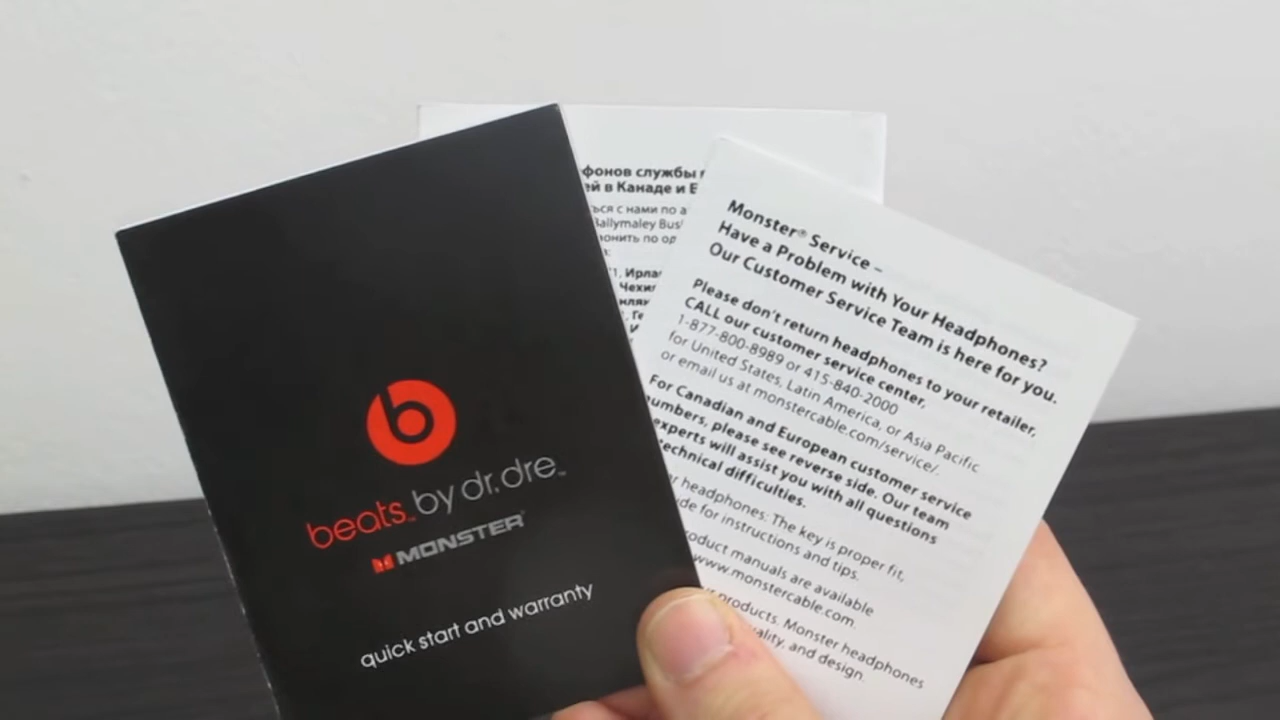 b
beats™ by dr. dre™
MONSTER®
quick start and warranty
фонов службы
ей в Канаде и
ься с нами по
Ballymaley
вонить по
Monster® Service –
Have a Problem with Your Headphones?
Our Customer Service Team is here for you.
Please don't return headphones to your retailer,
CALL our customer service center,
1-877-800-8989 or 415-840-2000
for United States, Latin America, or Asia Pacific
or email us at monstercable.com/service/.
For Canadian and European customer service
numbers, please see reverse side. Our team
experts will assist you with all questions
technical difficulties.
headphones: The key is proper fit,
for instructions and tips.
product manuals are available
www.monstercable.com.
products. Monster headphones
and design.